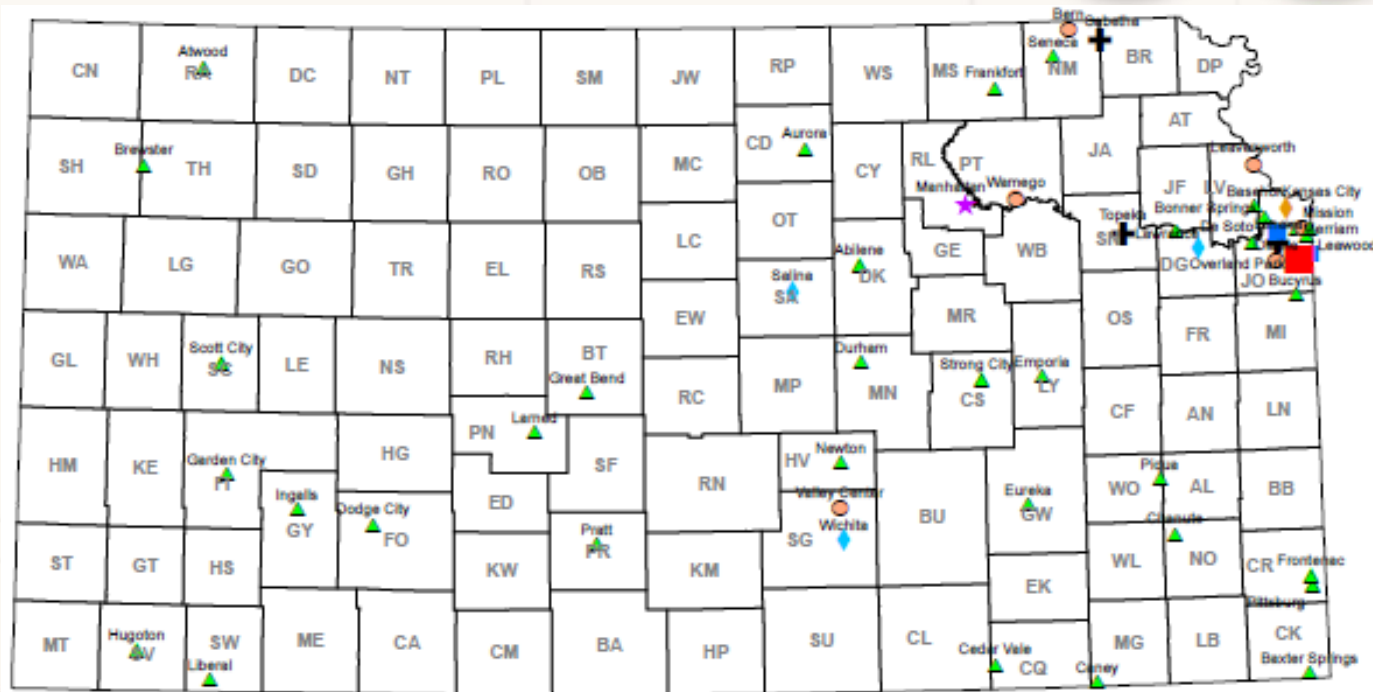 Bern
Sabetha
Atwood
Seneca
CN
RA
DC
NT
PL
SM
JW
RP
WS
MS
Frankfort
NM
BR
DP
Brewster
Aurora
CD
AT
SH
TH
SD
GH
RO
OB
MC
CY
RL
PT
JA
Leavenworth
JF
LV
Basehor
Kansas City
Manhattan
Wamego
Bonner Springs
Mission
OT
Topeka
SN
Lawrence
De Soto
Merriam
LC
Abilene
GE
WB
Leawood
WA
LG
GO
TR
EL
RS
DK
DG
Overland Park
Salina
SA
JO
Bucyrus
EW
MR
OS
FR
MI
GL
WH
Scott City
SC
LE
NS
RH
BT
Durham
Strong City
Emporia
Great Bend
RC
MP
MN
CS
LY
CF
AN
LN
Larned
PN
HM
KE
Garden City
FI
HG
SF
RN
HV
Newton
Piqua
WO
AL
BB
Ingalls
Dodge City
ED
Valley Center
Eureka
GY
FO
Wichita
BU
GW
Pratt
PR
SG
Chanute
ST
GT
HS
KW
KM
WL
NO
CR
Frontenac
EK
Pittsburg
MT
Hugoton
SV
SW
ME
CA
CM
BA
HP
SU
CL
MG
LB
CK
Liberal
Cedar Vale
CQ
Caney
Baxter Springs